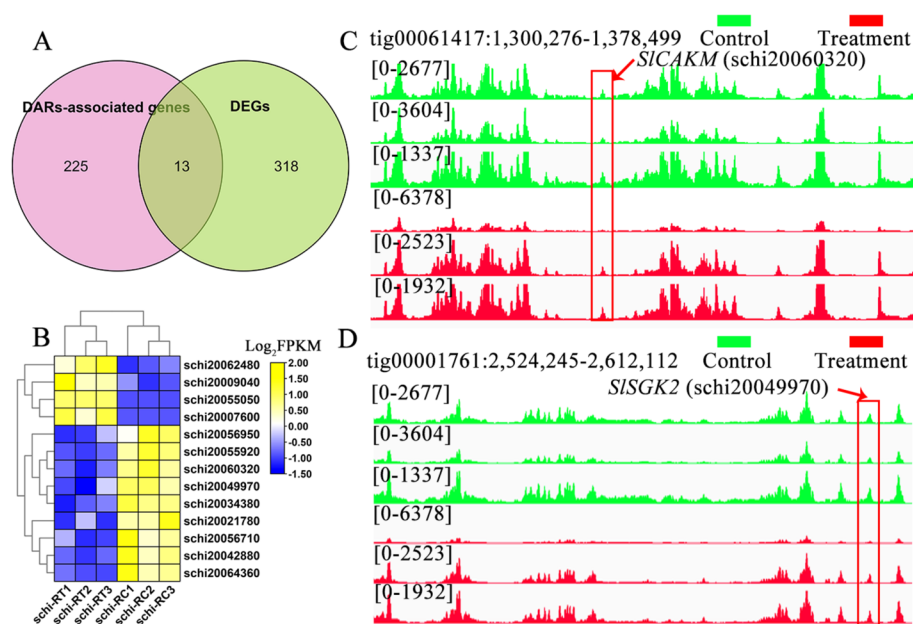 A
DARs-associated genes
DEGs
225
13
318
B
Log2FPKM
2.00
1.50
1.00
0.50
0.00
-0.50
-1.00
-1.50
schi20062480
schi20009040
schi20055050
schi20007600
schi20056950
schi20055920
schi20060320
schi20049970
schi20034380
schi20021780
schi20056710
schi20042880
schi20064360
schi-RT1
schi-RT2
schi-RT3
schi-RC1
schi-RC2
schi-RC3
C
tig00061417:1,300,276-1,378,499
Control
Treatment
SlCAKM (schi20060320)
[0-2677]
[0-3604]
[0-1337]
[0-6378]
[0-2523]
[0-1932]
D
tig00001761:2,524,245-2,612,112
Control
Treatment
SlSGK2 (schi20049970)
[0-2677]
[0-3604]
[0-1337]
[0-6378]
[0-2523]
[0-1932]